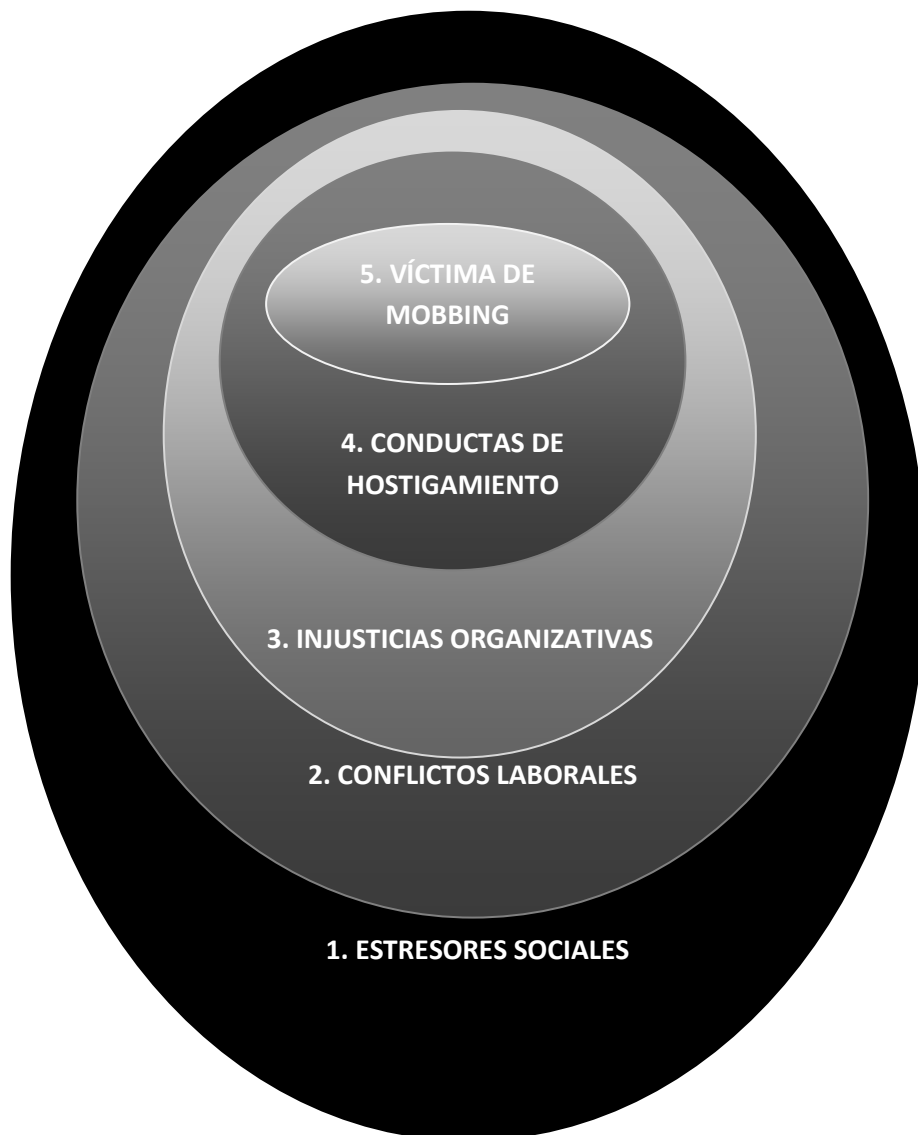 5. VÍCTIMA DE
MOBBING
4. CONDUCTAS DE
HOSTIGAMIENTO
3. INJUSTICIAS ORGANIZATIVAS
2. CONFLICTOS LABORALES
1. ESTRESORES SOCIALES